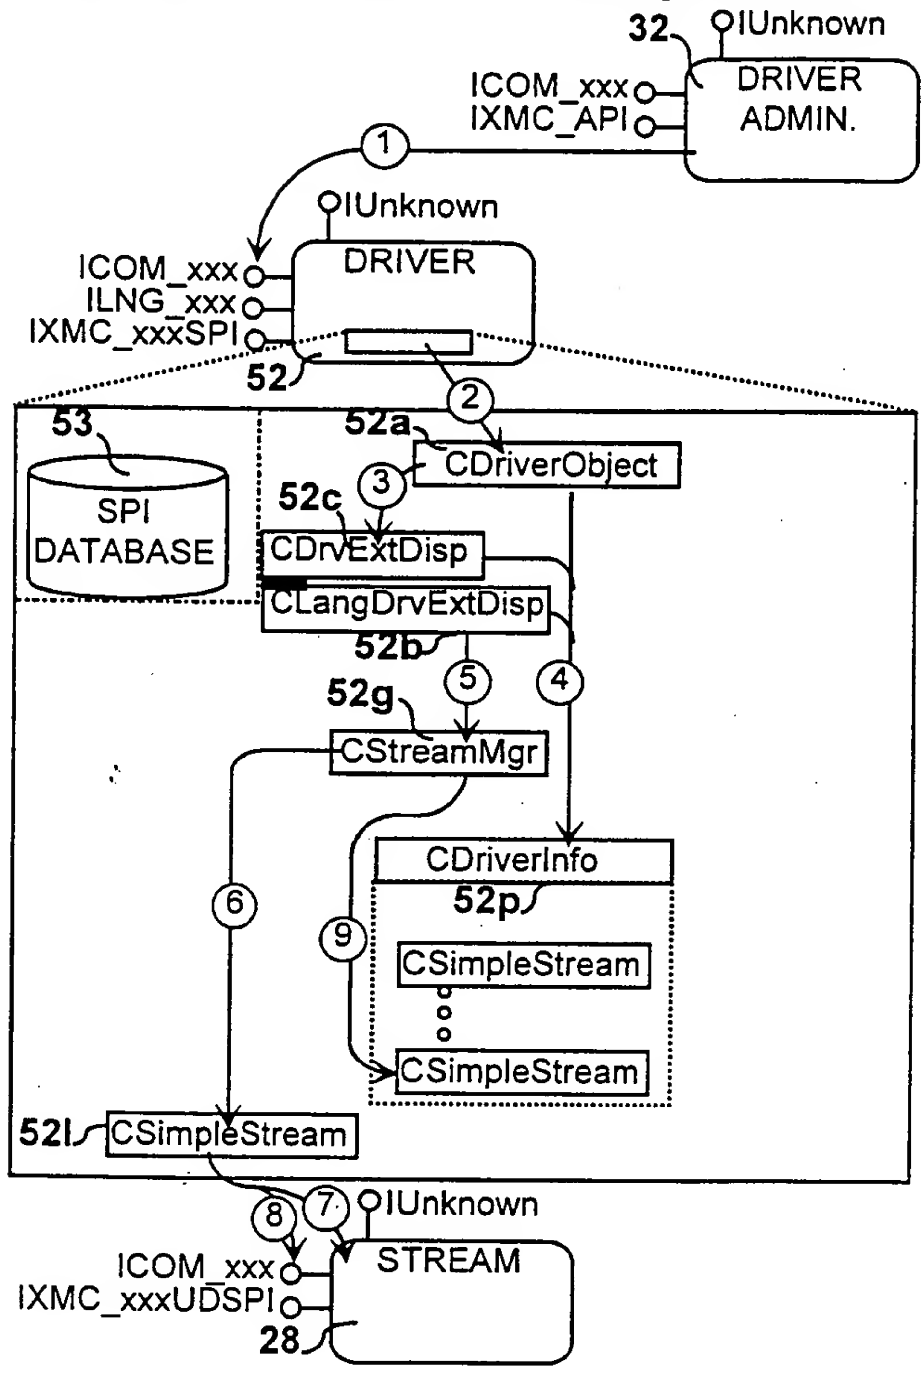 32
IUnknown
DRIVER
ADMIN.
ICOM_xxx
IXMC_API
1
IUnknown
DRIVER
ICOM_xxx
ILNG_xxx
IXMC_xxxSPI
52
2
53
SPI
DATABASE
52a
CDriverObject
3
52c
CDrvExtDisp
CLangDrvExtDisp
52b
5
4
52g
CStreamMgr
CDriverInfo
52p
6
9
CSimpleStream
CSimpleStream
52l
CSimpleStream
8
7
IUnknown
STREAM
ICOM_xxx
IXMC_xxxUDSPI
28